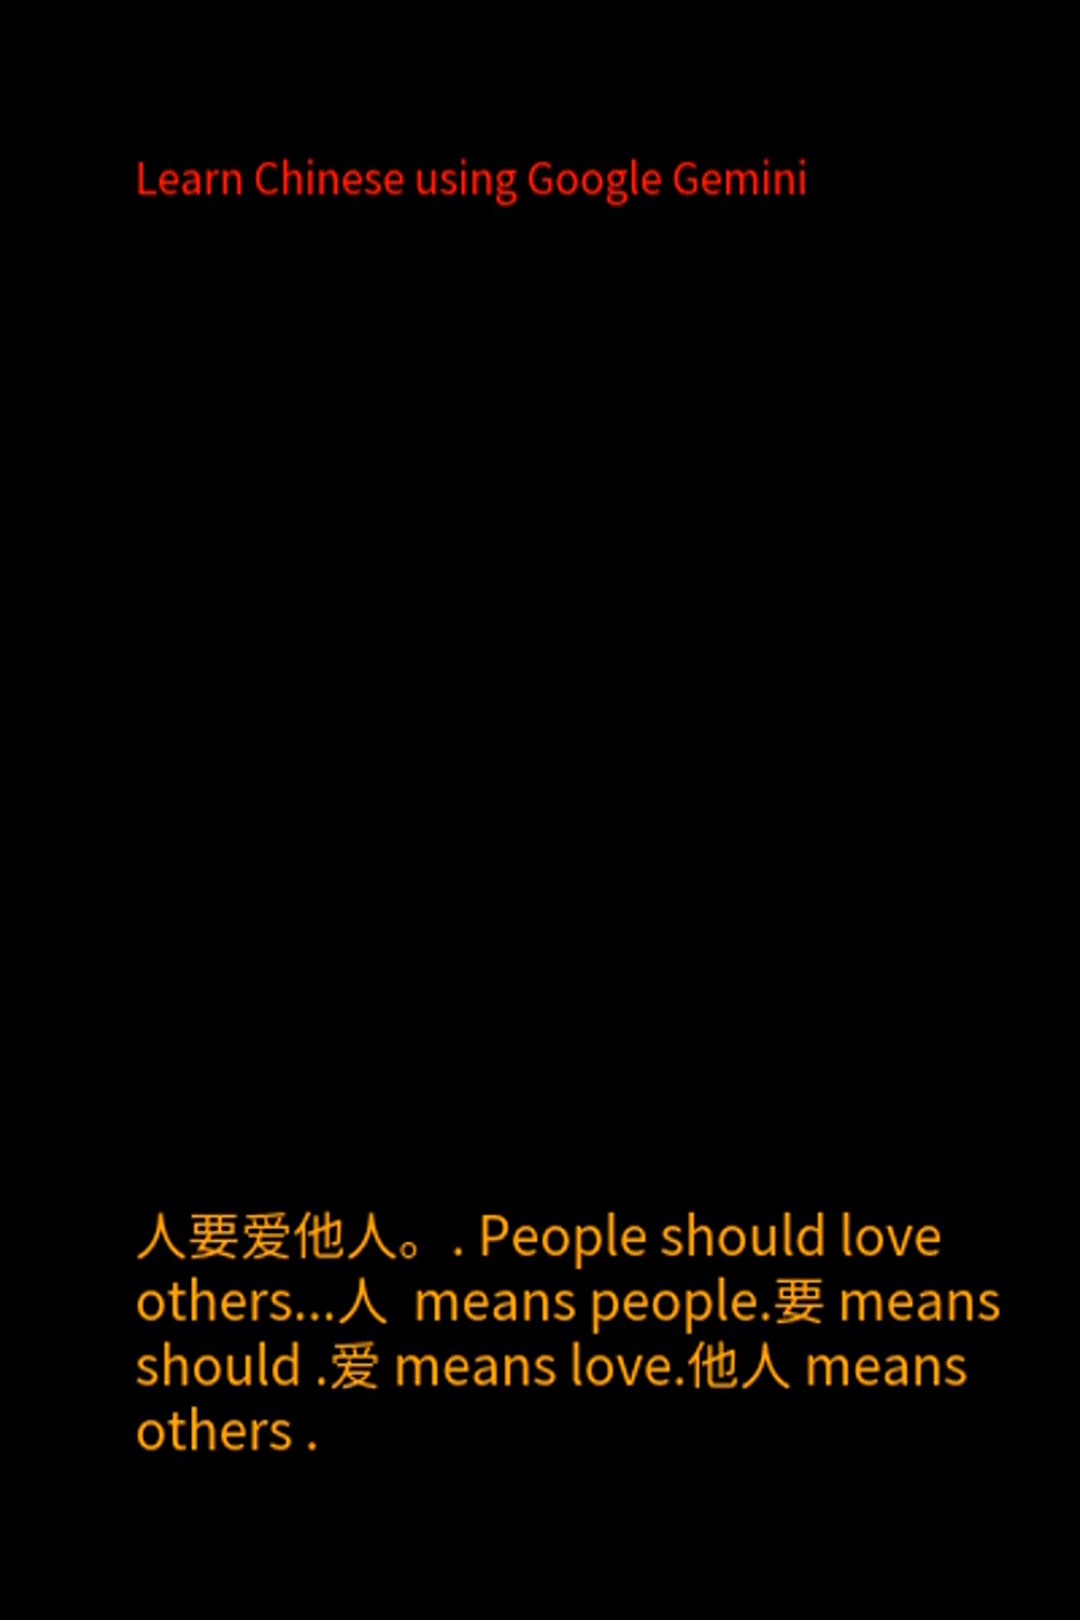 Learn Chinese using Google Gemini
人要爱他人。. People should love
others...人 means people.要 means
should .爱 means love.他人 means
others .